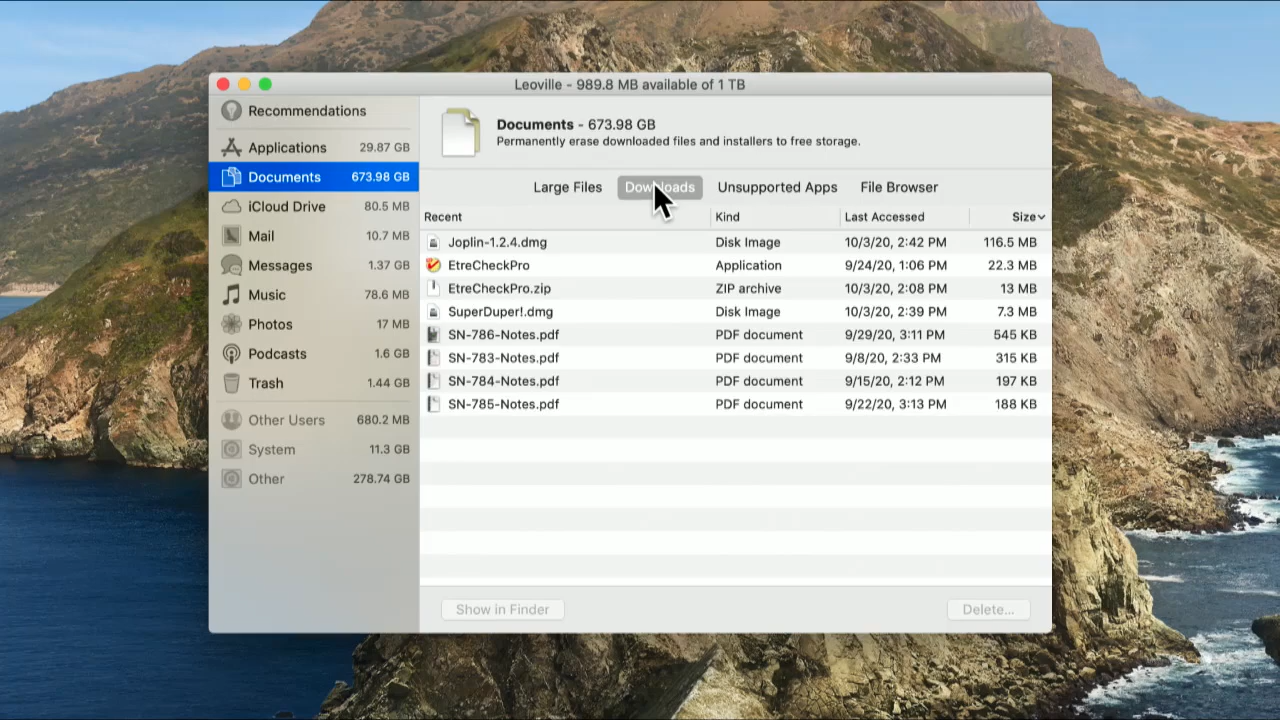 Leoville - 989.8 MB available of 1 TB
Recommendations
Applications 29.87 GB
Documents 673.98 GB
iCloud Drive 80.5 MB
Mail 10.7 MB
Messages 1.37 GB
Music 78.6 MB
Photos 17 MB
Podcasts 1.6 GB
Trash 1.44 GB
Other Users 680.2 MB
System 11.3 GB
Other 278.74 GB
Documents - 673.98 GB
Permanently erase downloaded files and installers to free storage.
Large Files Downloads Unsupported Apps File Browser
Recent Kind Last Accessed Size
Joplin-1.2.4.dmg Disk Image 10/3/20, 2:42 PM 116.5 MB
EtreCheckPro Application 9/24/20, 1:06 PM 22.3 MB
EtreCheckPro.zip ZIP archive 10/3/20, 2:08 PM 13 MB
SuperDuper!.dmg Disk Image 10/3/20, 2:39 PM 7.3 MB
SN-786-Notes.pdf PDF document 9/29/20, 3:11 PM 545 KB
SN-783-Notes.pdf PDF document 9/8/20, 2:33 PM 315 KB
SN-784-Notes.pdf PDF document 9/15/20, 2:12 PM 197 KB
SN-785-Notes.pdf PDF document 9/22/20, 3:13 PM 188 KB
Show in Finder Delete...